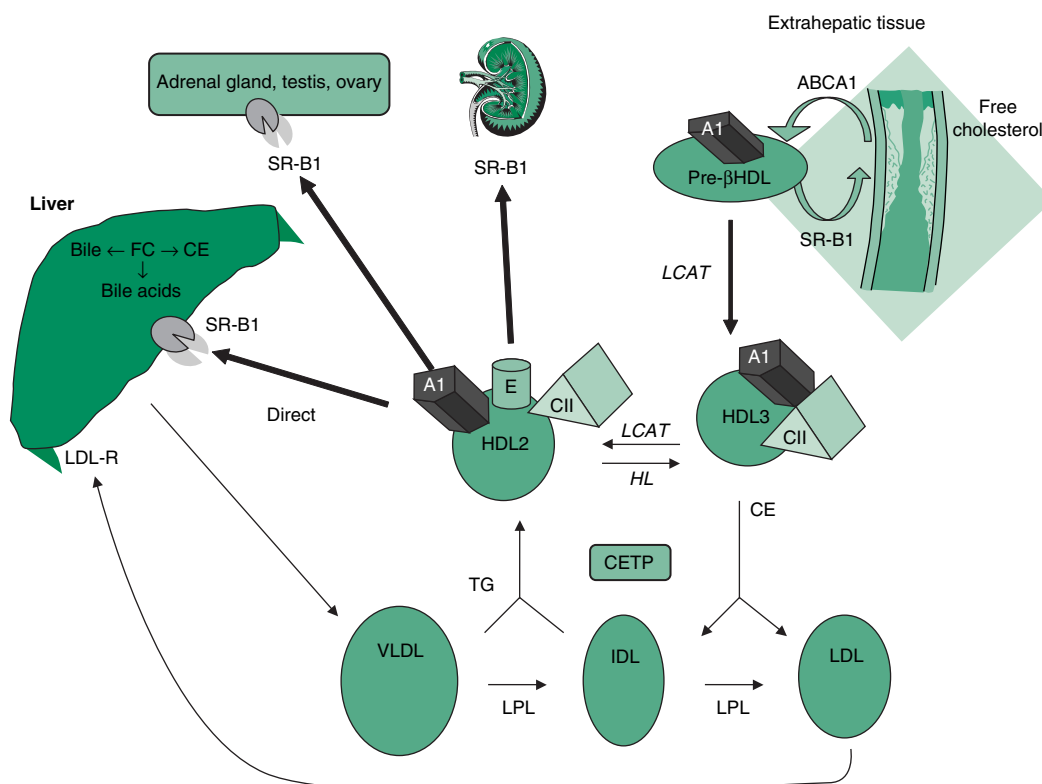 Extrahepatic tissue
Adrenal gland, testis, ovary
ABCA1
Free
cholesterol
A1
Pre-βHDL
SR-B1
SR-B1
SR-B1
Liver
Bile ← FC → CE
↓
Bile acids
LCAT
SR-B1
Direct
A1
E
CII
HDL2
A1
HDL3
CII
LCAT
HL
LDL-R
CE
CETP
TG
VLDL
IDL
LDL
LPL
LPL